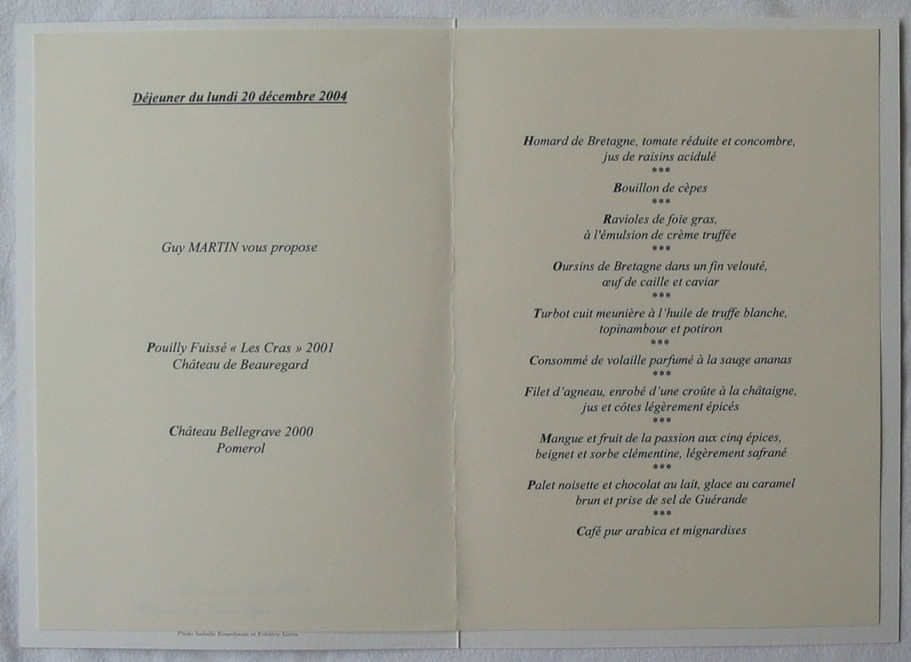 Déjeuner du lundi 20 décembre 2004
Guy MARTIN vous propose
Pouilly Fuissé « Les Cras » 2001
Château de Beauregard
Château Bellegrave 2000
Pomerol
Photo Isabelle Rosenbaum et Frédéric
Homard de Bretagne, tomate réduite et concombre,
jus de raisins acidulé
***
Bouillon de cèpes
***
Ravioles de foie gras,
à l'émulsion de crème truffée
***
Oursins de Bretagne dans un fin velouté,
œuf de caille et caviar
***
Turbot cuit meunière à l'huile de truffe blanche,
topinambour et potiron
***
Consommé de volaille parfumé à la sauge ananas
***
Filet d'agneau, enrobé d'une croûte à la châtaigne,
jus et côtes légèrement épicés
***
Mangue et fruit de la passion aux cinq épices,
beignet et sorbe clémentine, légèrement safrané
***
Palet noisette et chocolat au lait, glace au caramel
brun et prise de sel de Guérande
***
Café pur arabica et mignardises